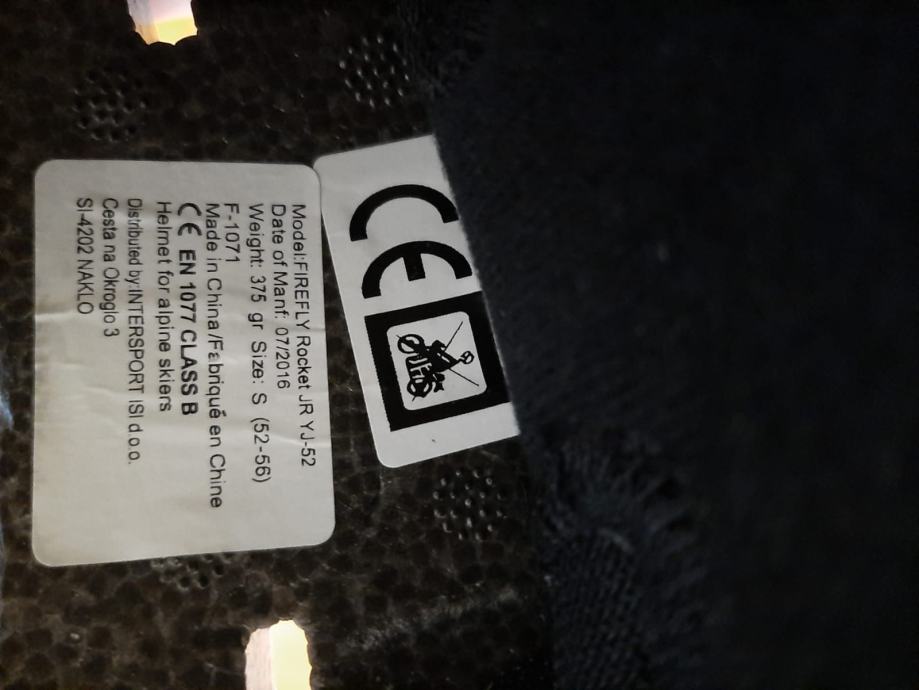 Model:FIREFLY Rocket JR YJ-52
Date of Manf: 07/2016
Weight: 375 gr Size: S (52-56)
F-1071
Made in China/Fabriqué en Chine
CE EN 1077 CLASS B
Helmet for alpine skiers
Distributed by:INTERSPORT ISI d.o.o.
Cesta na Okroglo 3
SI-4202 NAKLO
CE